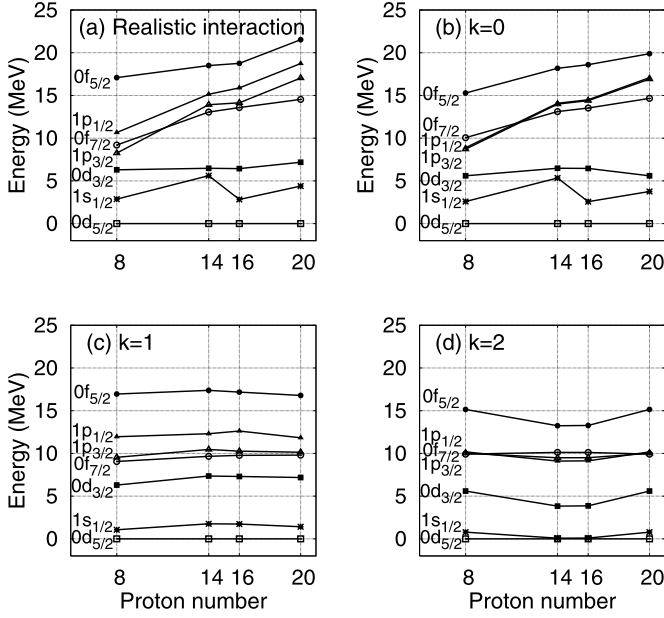 (a) Realistic interaction
Energy (MeV)
25
20
15
10
5
0
0f5/2
1p1/2
0f7/2
1p3/2
0d3/2
1s1/2
0d5/2
8 14 16 20
(b) k=0
Energy (MeV)
25
20
15
10
5
0
0f5/2
0f7/2
1p1/2
1p3/2
0d3/2
1s1/2
0d5/2
8 14 16 20
(c) k=1
Energy (MeV)
25
20
15
10
5
0
0f5/2
1p1/2
1p3/2
0f7/2
0d3/2
1s1/2
0d5/2
8 14 16 20
Proton number
(d) k=2
Energy (MeV)
25
20
15
10
5
0
0f5/2
1p1/2
0f7/2
1p3/2
0d3/2
1s1/2
0d5/2
8 14 16 20
Proton number